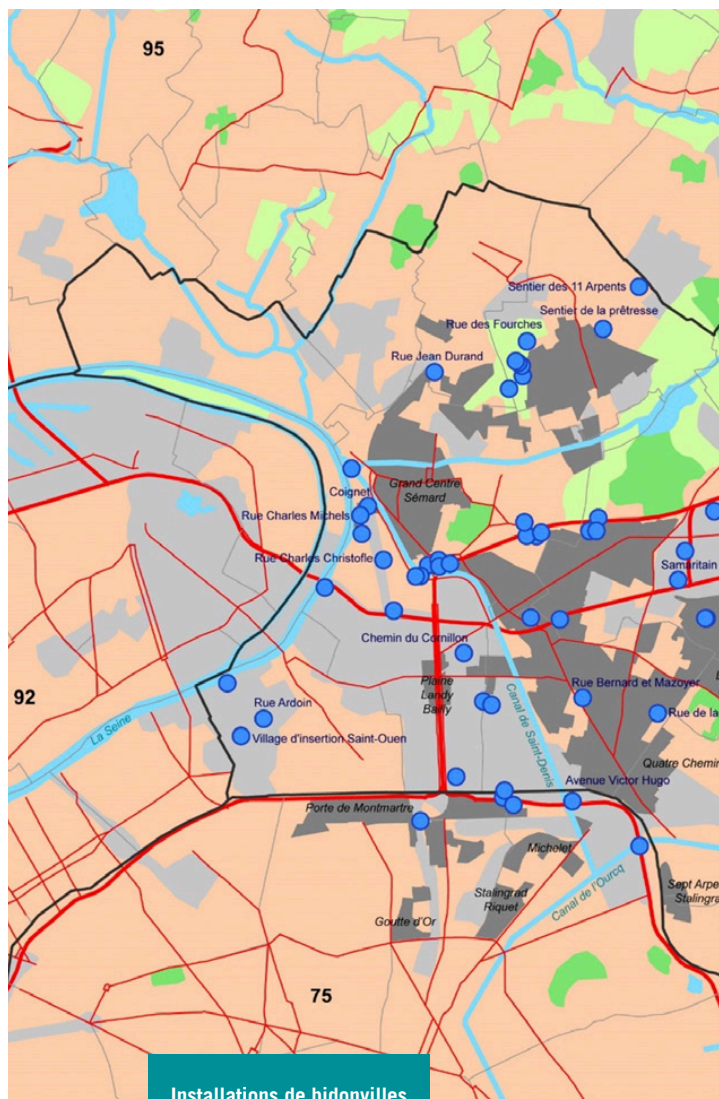 95
Sentier des 11 Arpents
Sentier de la prêtresse
Rue des Fourches
Rue Jean Durand
Grand Centre
Sémard
Coignet
Rue Charles Michels
Rue Charles Christofle
Samaritain
Chemin du Cornillon
92
Plaine
Landy
Bailly
Canal de Saint-Denis
Rue Bernard et Mazoyer
Rue de la
Rue Ardoin
La Seine
Village d'insertion Saint-Ouen
Quatre Chemin
Avenue Victor Hugo
Porte de Montmartre
Michelet
Canal de l'Ourcq
Sept Arpe
Stalingra
Stalingrad
Riquet
Goutte d'Or
75
Installations de bidonvilles